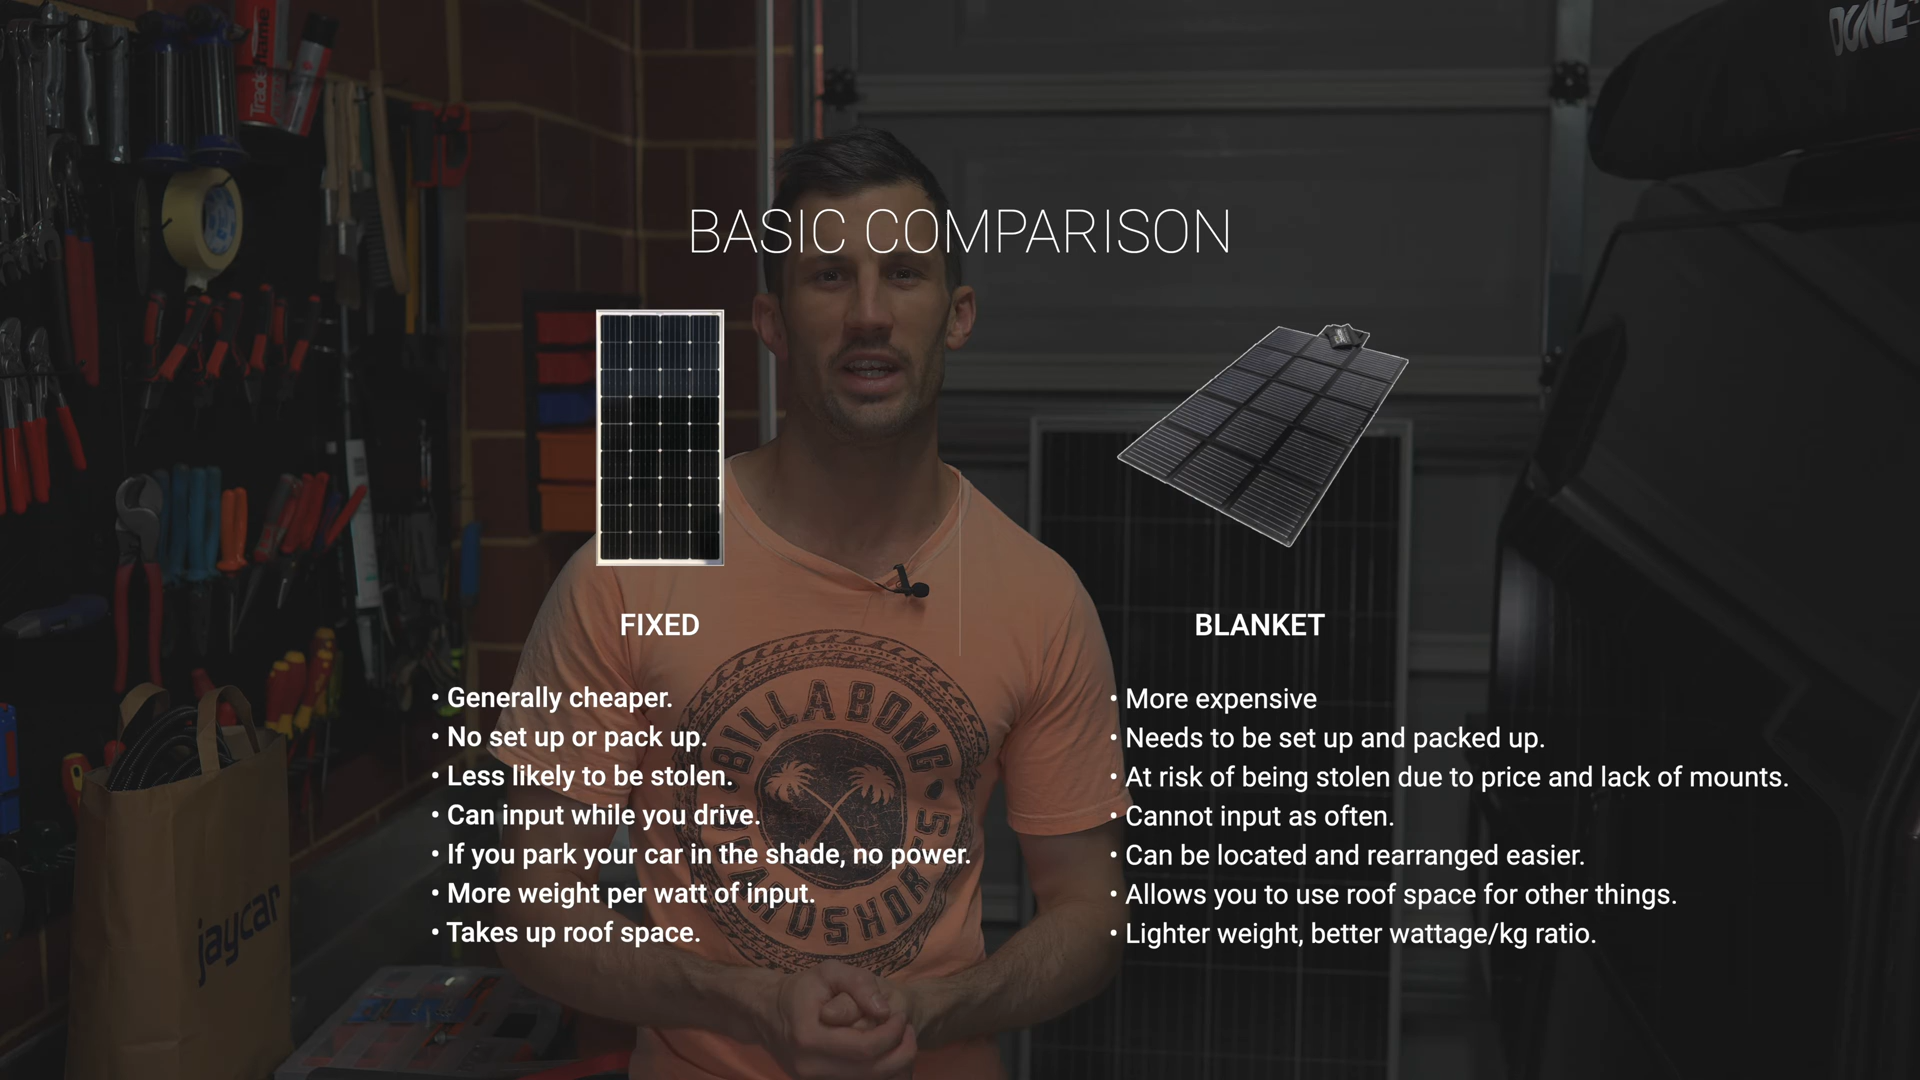 BASIC COMPARISON
FIXED
• Generally cheaper.
• No set up or pack up.
• Less likely to be stolen.
• Can input while you drive.
• If you park your car in the shade, no power.
• More weight per watt of input.
• Takes up roof space.
BLANKET
• More expensive
• Needs to be set up and packed up.
• At risk of being stolen due to price and lack of mounts.
• Cannot input as often.
• Can be located and rearranged easier.
• Allows you to use roof space for other things.
• Lighter weight, better wattage/kg ratio.
BILLABONG
jaycar